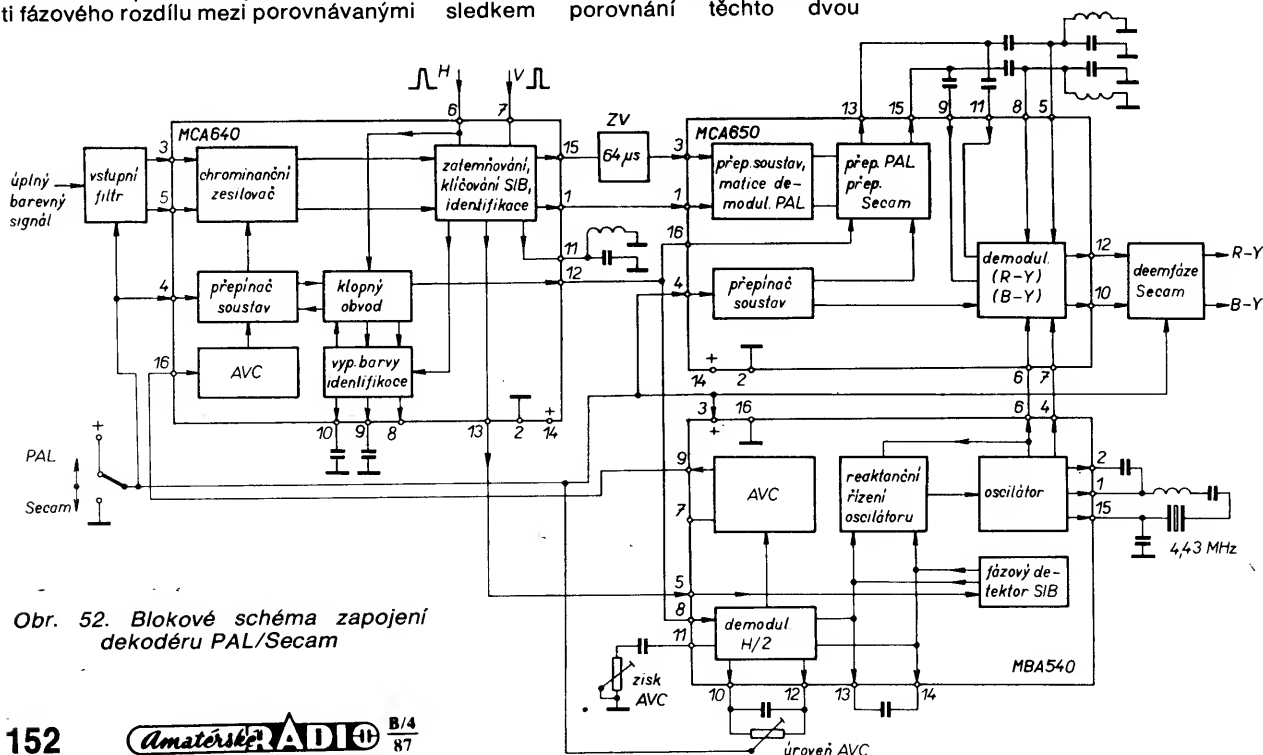 ti fázového rozdílu mezi porovnávanými
sledkem porovnání těchto dvou
MCA640
H
V
6
7
3
5
úplný
barevný
signál
vstupní
filtr
chrominanční
zesilovač
zatemňování,
klíčování SIB,
identifikace
15
1
11
12
ZV
64 µs
4
přepínač
soustav
klopný
obvod
16
AVC
vyp. barvy
identifikace
10
9
8
13
2
+
14
MCA650
13
15
9
11
8
5
3
1
16
4
přep. soustav,
matice de-
modul. PAL
přep. PAL
přep.
Secam
přepínač
soustav
demodul.
(R-Y)
(B-Y)
12
10
deemfáze
Secam
R-Y
B-Y
+
14
2
6
7
PAL
Secam
+
3
+
16
6
4
9
7
AVC
reaktanční
řízení
oscilátoru
oscilátor
2
1
15
4,43 MHz
5
8
11
demodul
H/2
fázový de-
tektor SIB
MBA540
10
12
13
14
zisk
AVC
úroveň AVC
Obr. 52. Blokové schéma zapojení
dekodéru PAL/Secam
152
Amatérské RADIO B/4
87